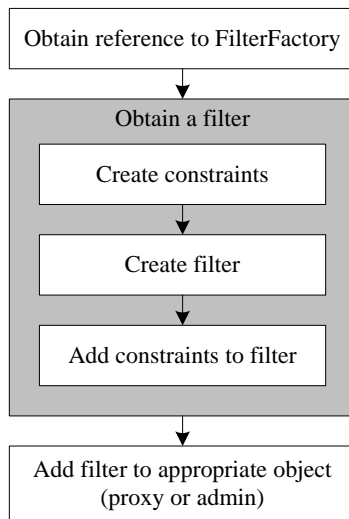 Obtain reference to FilterFactory
Obtain a filter
Create constraints
Create filter
Add constraints to filter
Add filter to appropriate object
(proxy or admin)